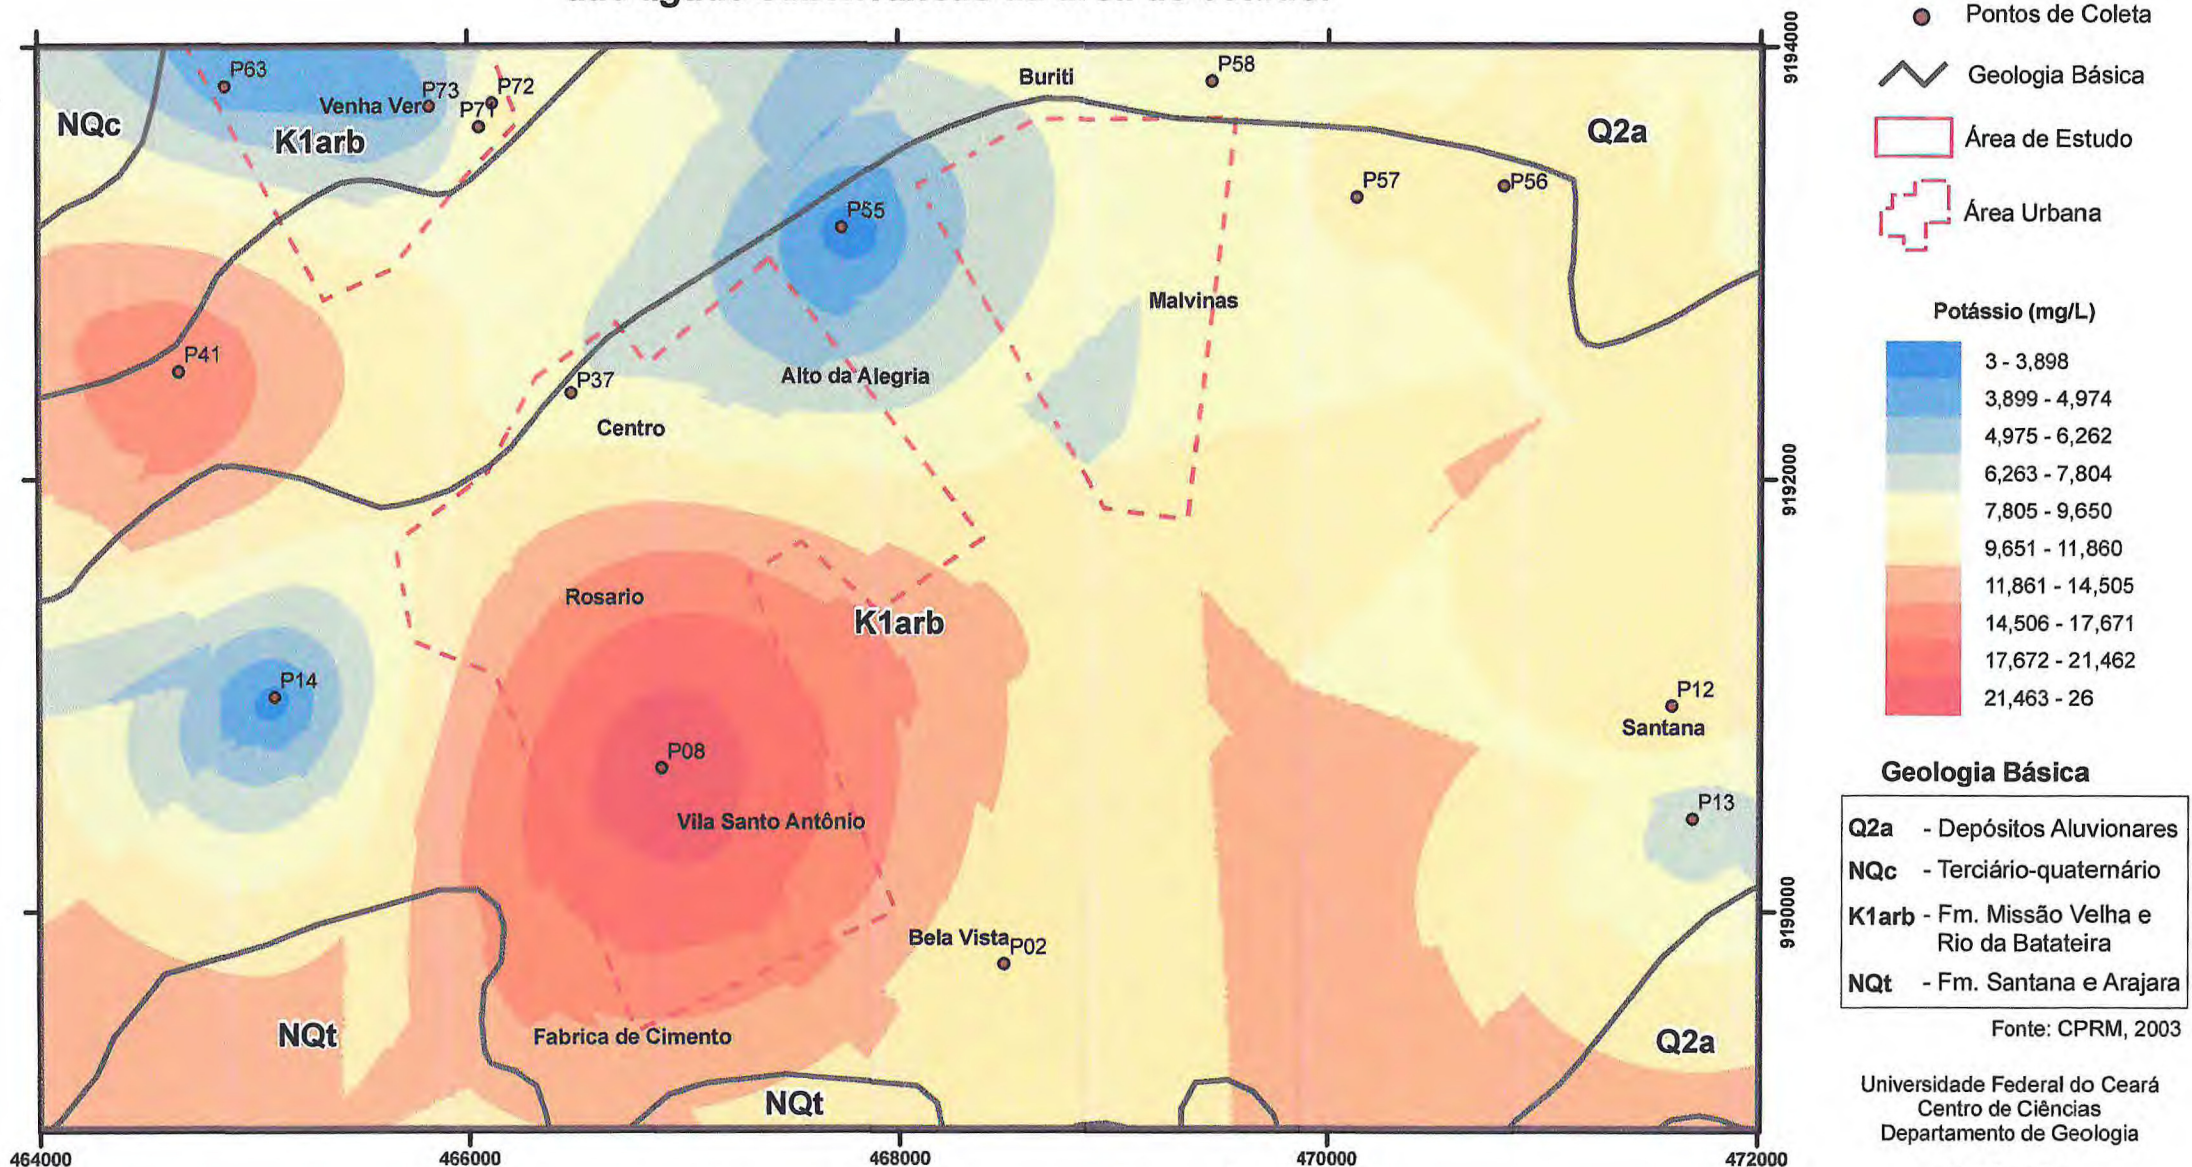 Pontos de Coleta
Geologia Básica
Área de Estudo
Área Urbana
Potássio (mg/L)
3 - 3,898
3,899 - 4,974
4,975 - 6,262
6,263 - 7,804
7,805 - 9,650
9,651 - 11,860
11,861 - 14,505
14,506 - 17,671
17,672 - 21,462
21,463 - 26
Geologia Básica
Q2a - Depósitos Aluvionares
NQc - Terciário-quaternário
K1arb - Fm. Missão Velha e
Rio da Batateira
NQt - Fm. Santana e Arajara
Fonte: CPRM, 2003
Universidade Federal do Ceará
Centro de Ciências
Departamento de Geologia
P63
P73
P72
P71
Venha Ver
NQc
K1arb
Buriti
P58
Q2a
P57
P56
P55
Malvinas
P41
P37
Alto da Alegria
Centro
Rosario
K1arb
P14
P12
Santana
P08
P13
Vila Santo Antônio
Bela Vista
P02
NQt
Fabrica de Cimento
Q2a
NQt
9194000
9192000
9190000
464000
466000
468000
470000
472000